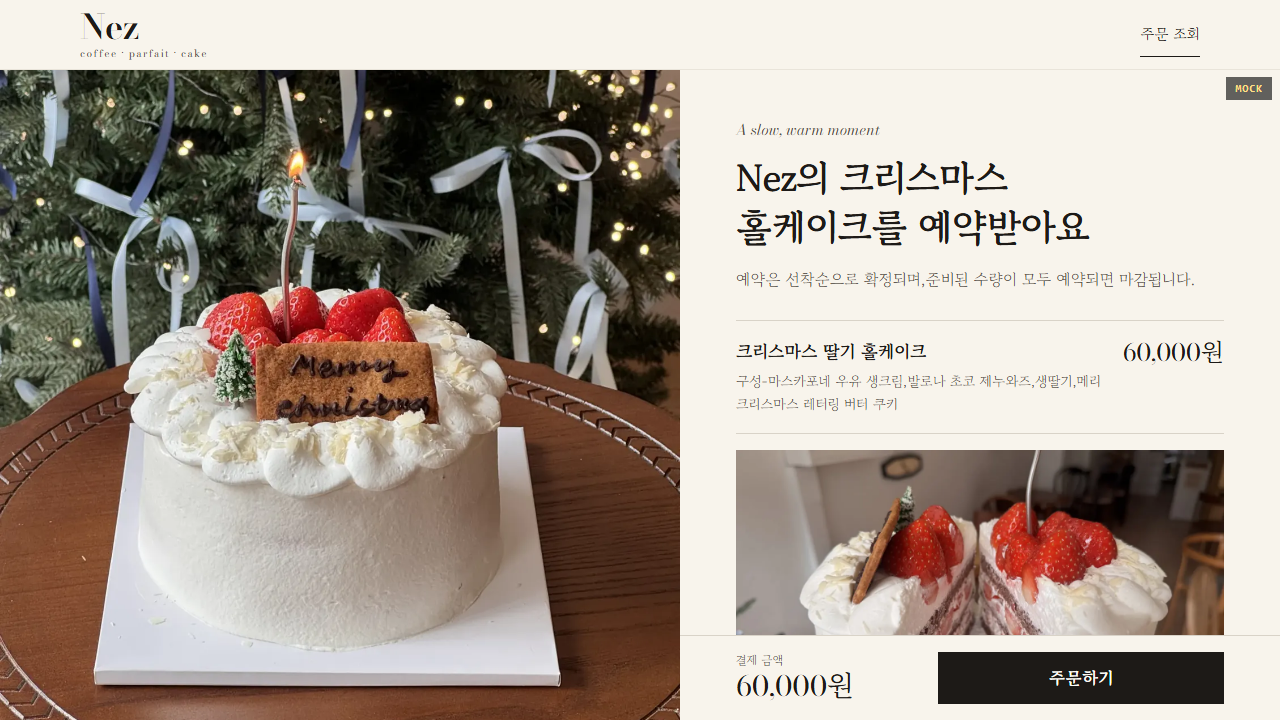 Nez
coffee · parfait · cake
주문 조회
MOCK
A slow, warm moment
Nez의 크리스마스
홀케이크를 예약받아요
예약은 선착순으로 확정되며,준비된 수량이 모두 예약되면 마감됩니다.
크리스마스 딸기 홀케이크
60,000원
구성-마스카포네 우유 생크림,발로나 초코 제누와즈,생딸기,메리
크리스마스 레터링 버터 쿠키
Merry
christmas
결제 금액
60,000원
주문하기